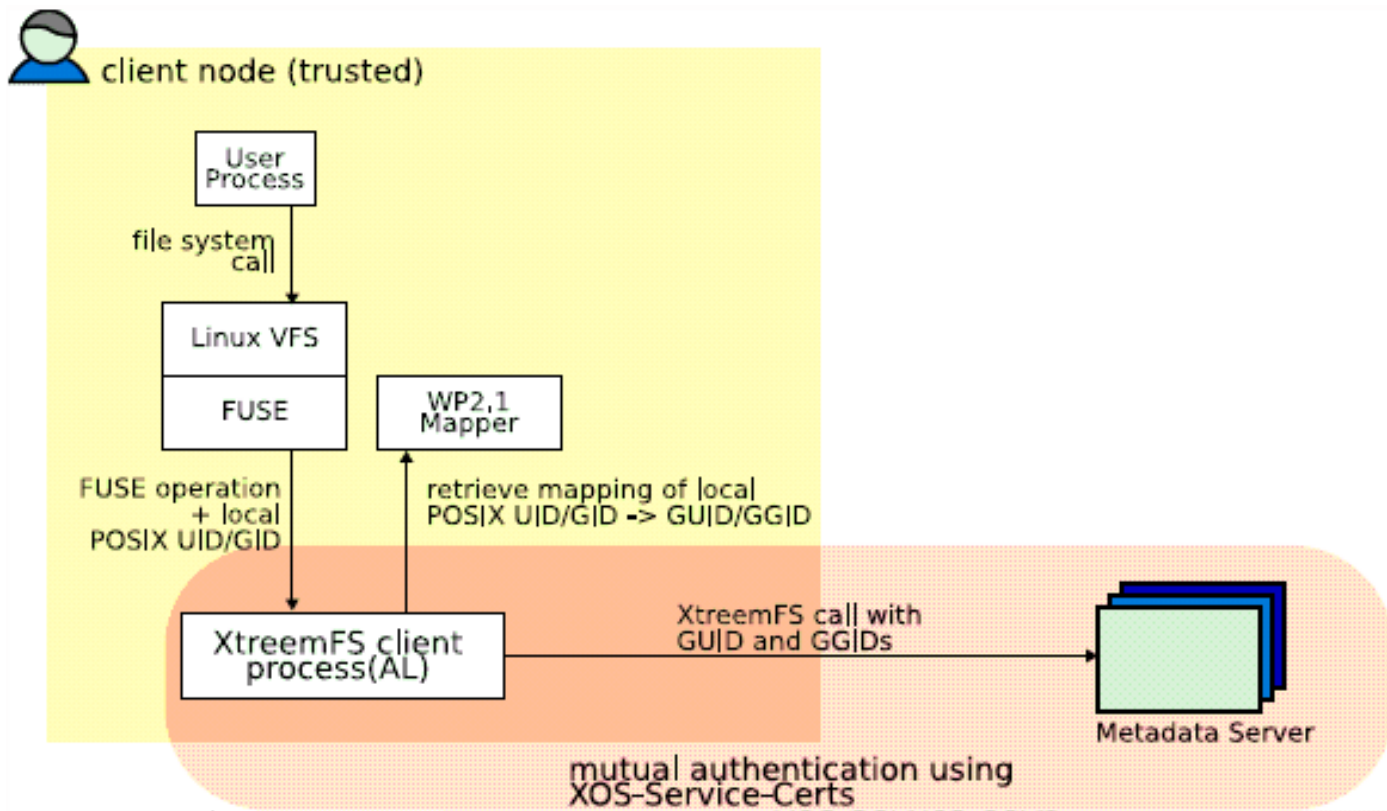 client node (trusted)
User
Process
file system
call
Linux VFS
FUSE
WP2,1
Mapper
FUSE operation
+ local
POSIX UID/GID
retrieve mapping of local
POSIX UID/GID -> GUID/GGID
XtreemFS client
process(AL)
XtreemFS call with
GUID and GGIDs
Metadata Server
mutual authentication using
XOS-Service-Certs